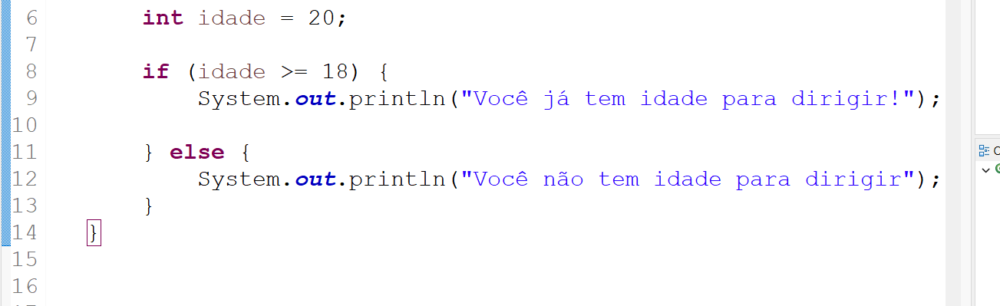 6 int idade = 20;
7
8 if (idade >= 18) {
9 System.out.println("Você já tem idade para dirigir!");
10
11 } else {
12 System.out.println("Você não tem idade para dirigir");
13 }
14 }
15
16